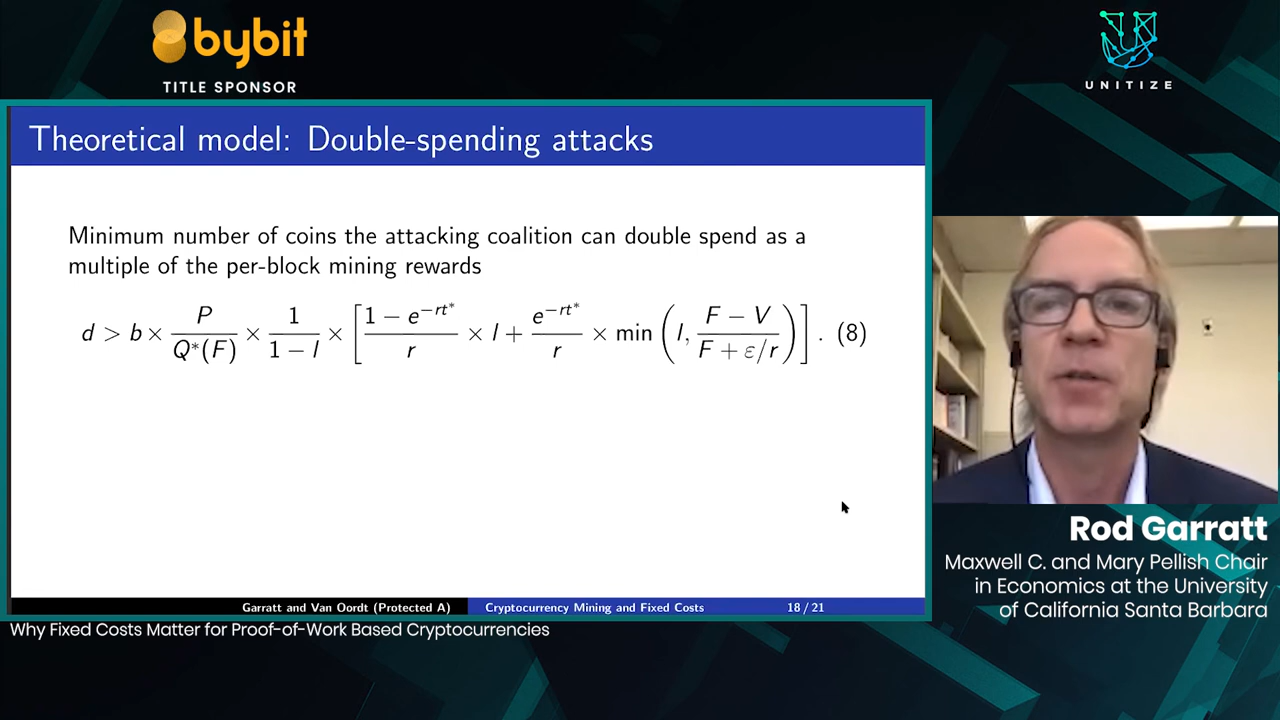 bybit
TITLE SPONSOR
UNITIZE
Theoretical model: Double-spending attacks
Minimum number of coins the attacking coalition can double spend as a
multiple of the per-block mining rewards
d > b × P/Q*(F) × 1/(1 − l) × [(1 − e^{−rt*})/r × l + e^{−rt*}/r × min (l, (F − V)/(F + ε/r))]. (8)
Garratt and Van Oordt (Protected A) Cryptocurrency Mining and Fixed Costs 18 / 21
Rod Garratt
Maxwell C. and Mary Pellish Chair
in Economics at the University
of California Santa Barbara
Why Fixed Costs Matter for Proof-of-Work Based Cryptocurrencies